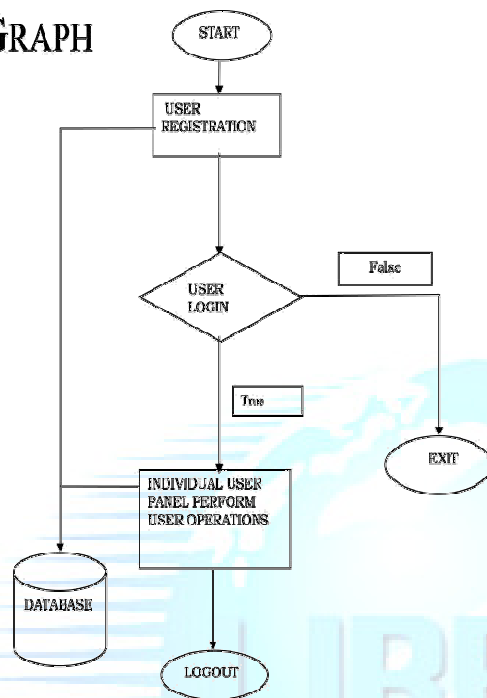 GRAPH
START
USER
REGISTRATION
False
USER
LOGIN
True
EXIT
INDIVIDUAL USER
PANEL PERFORM
USER OPERATIONS
DATABASE
LOGOUT